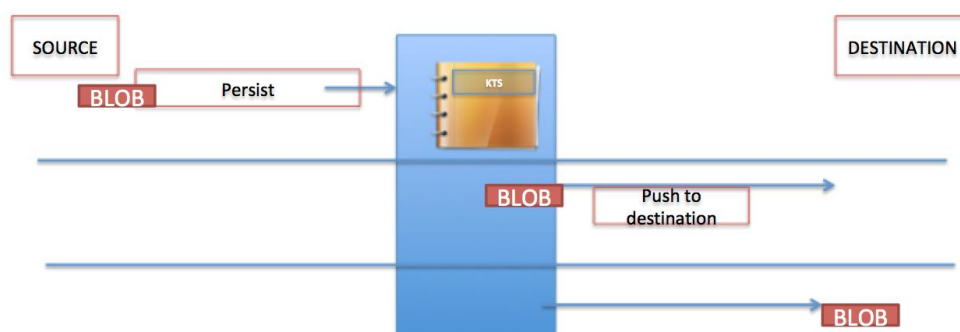 SOURCE
DESTINATION
KTS
Persist
BLOB
BLOB
Push to
destination
BLOB